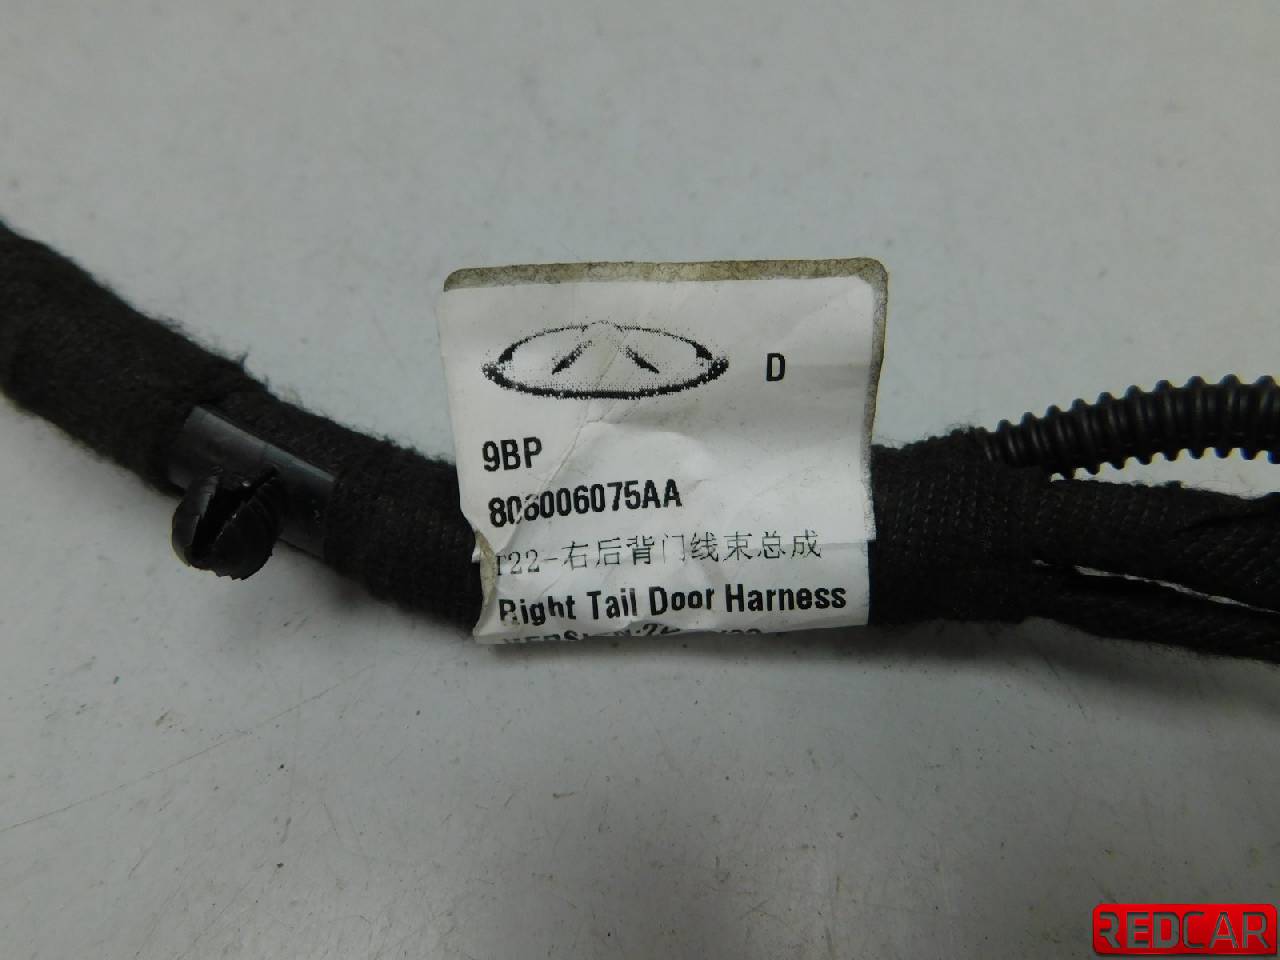 D
9BP
806006075AA
T22-右后背门线束总成
Right Tail Door Harness
REDCAR